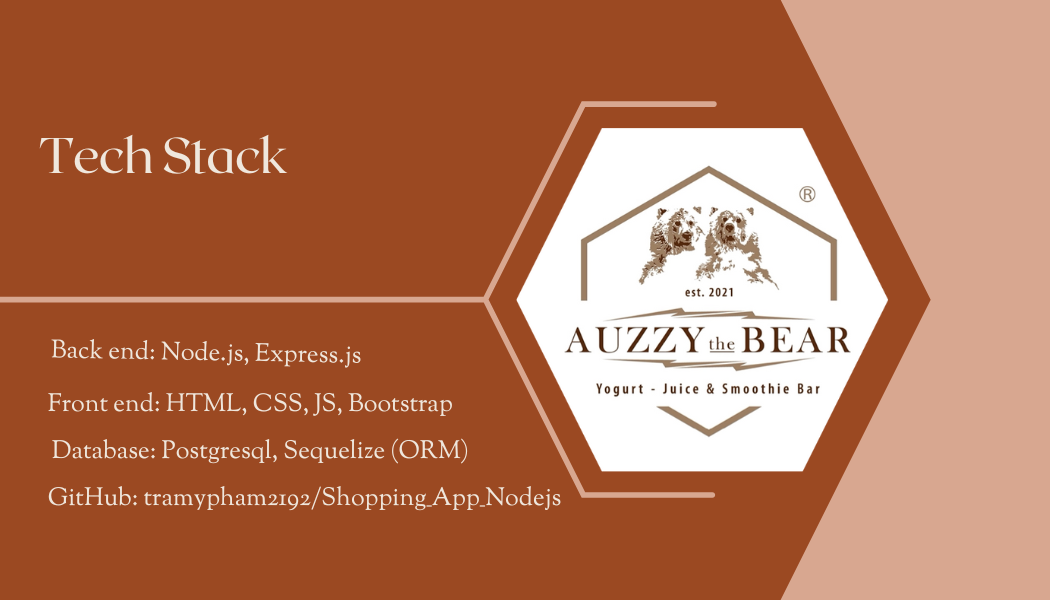 Tech Stack
Back end: Node.js, Express.js
Front end: HTML, CSS, JS, Bootstrap
Database: Postgresql, Sequelize (ORM)
GitHub: tramypham2192/Shopping_App_Nodejs
®
est. 2021
AUZZY the BEAR
Yogurt - Juice & Smoothie Bar